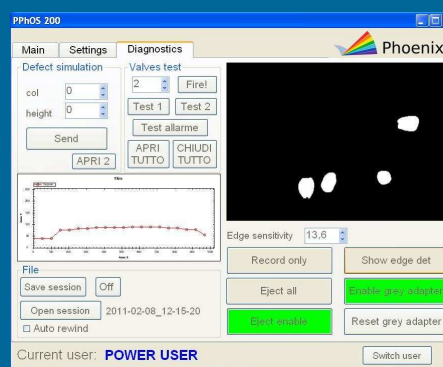 PPhOS 200
Main Settings Diagnostics
Phoenix
Defect simulation
col 0
height 0
Send
APRI 2
Valves test
2 Fire!
Test 1 Test 2
Test allarme
APRI TUTTO
CHIUDI TUTTO
Edge sensitivity 13,6
Record only Show edge det
Eject all Enable grey adapter
Eject enable Reset grey adapter
File
Save session Off
Open session 2011-02-08_12-15-20
Auto rewind
Current user: POWER USER
Switch user